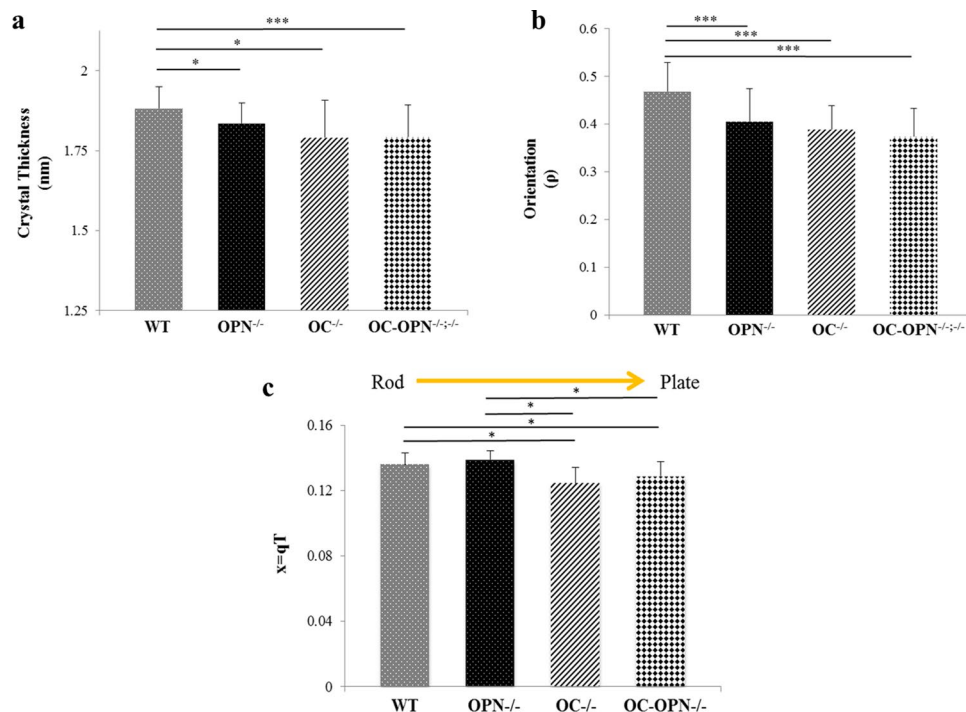 a
***
*
*
Crystal Thickness
(nm)
2
1.75
1.5
1.25
WT
OPN-/-
OC-/-
OC-OPN-/-;-/-
b
***
***
***
Orientation
(ρ)
0.6
0.5
0.4
0.3
0.2
0.1
0
WT
OPN-/-
OC-/-
OC-OPN-/-;-/-
c
Rod
Plate
*
*
*
*
x=qT
0.16
0.12
0.08
0.04
0
WT
OPN-/-
OC-/-
OC-OPN-/-